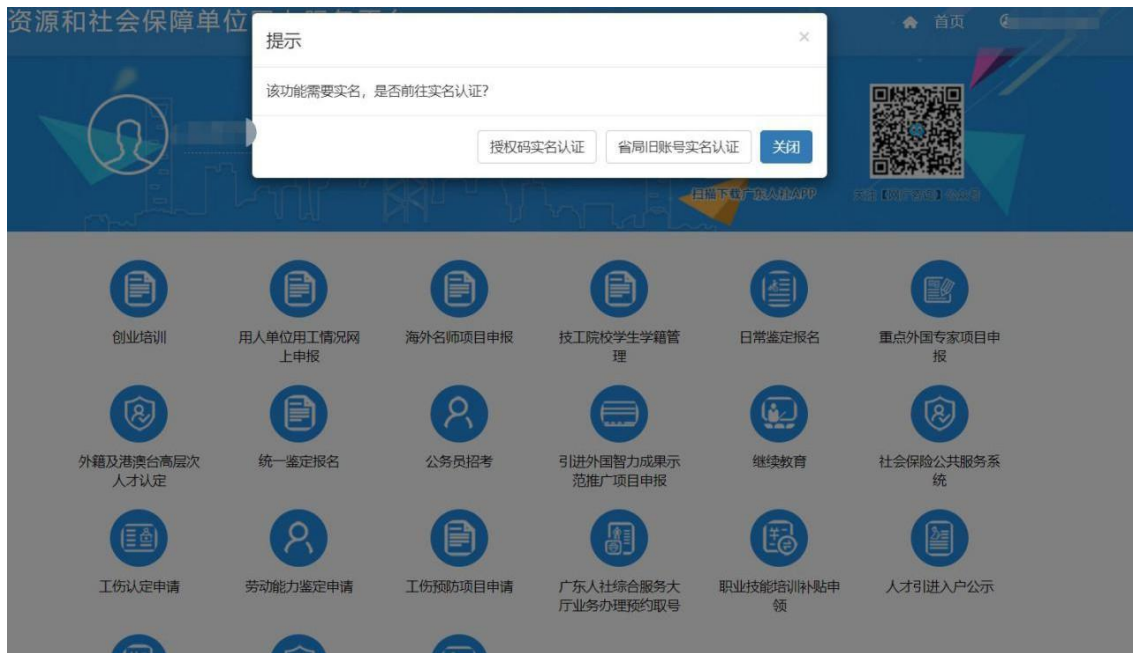 资源和社会保障单位
首页
提示
×
该功能需要实名，是否前往实名认证？
授权码实名认证
省局旧账号实名认证
关闭
扫描下载广东人社APP
创业培训
用人单位用工情况网
上申报
海外名师项目申报
技工院校学生学籍管
理
日常鉴定报名
重点外国专家项目申
报
外籍及港澳台高层次
人才认定
统一鉴定报名
公务员招考
引进外国智力成果示
范推广项目申报
继续教育
社会保险公共服务系
统
工伤认定申请
劳动能力鉴定申请
工伤预防项目申请
广东人社综合服务大
厅业务办理预约取号
职业技能培训补贴申
领
人才引进入户公示